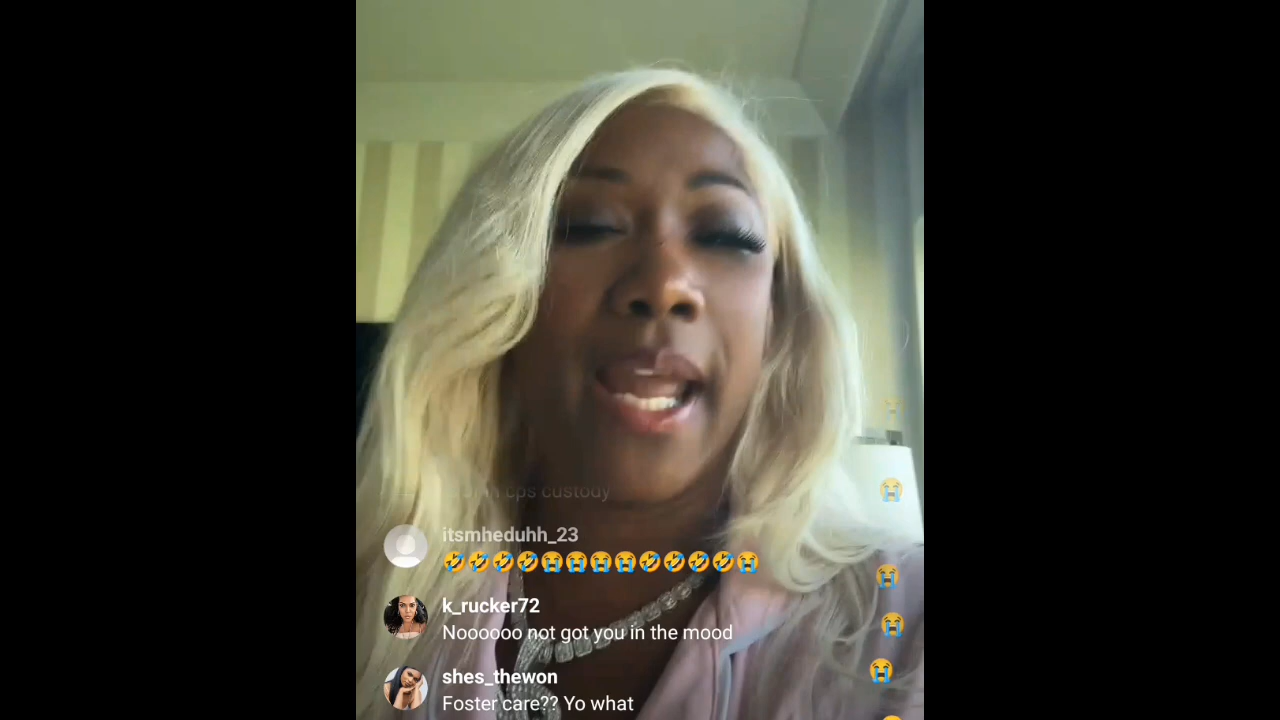 cps custody
itsmheduhh_23
🤣🤣🤣🤣😭😭😭😭🤣🤣🤣🤣😭
k_rucker72
Noooooo not got you in the mood
shes_thewon
Foster care?? Yo what